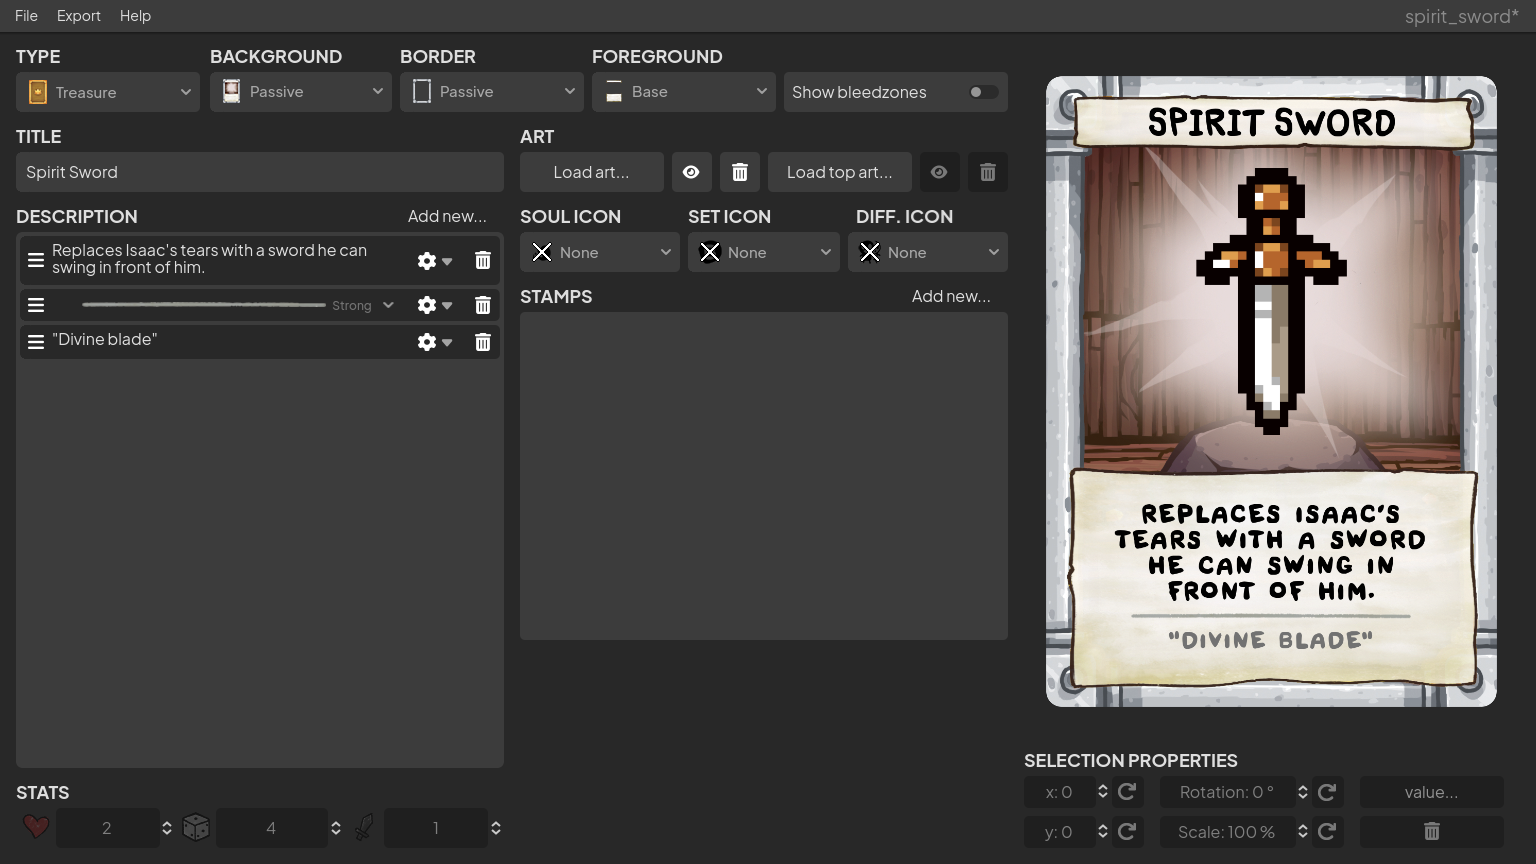 File Export Help spirit_sword*
TYPE BACKGROUND BORDER FOREGROUND
Treasure Passive Passive Base Show bleedzones
TITLE ART
Spirit Sword Load art... Load top art...
DESCRIPTION Add new... SOUL ICON SET ICON DIFF. ICON
Replaces Isaac's tears with a sword he can
swing in front of him.
None None None
Strong
STAMPS Add new...
"Divine blade"
SPIRIT SWORD
REPLACES ISAAC'S
TEARS WITH A SWORD
HE CAN SWING IN
FRONT OF HIM.
"DIVINE BLADE"
STATS
2 4 1
SELECTION PROPERTIES
x: 0 Rotation: 0 ° value...
y: 0 Scale: 100 %